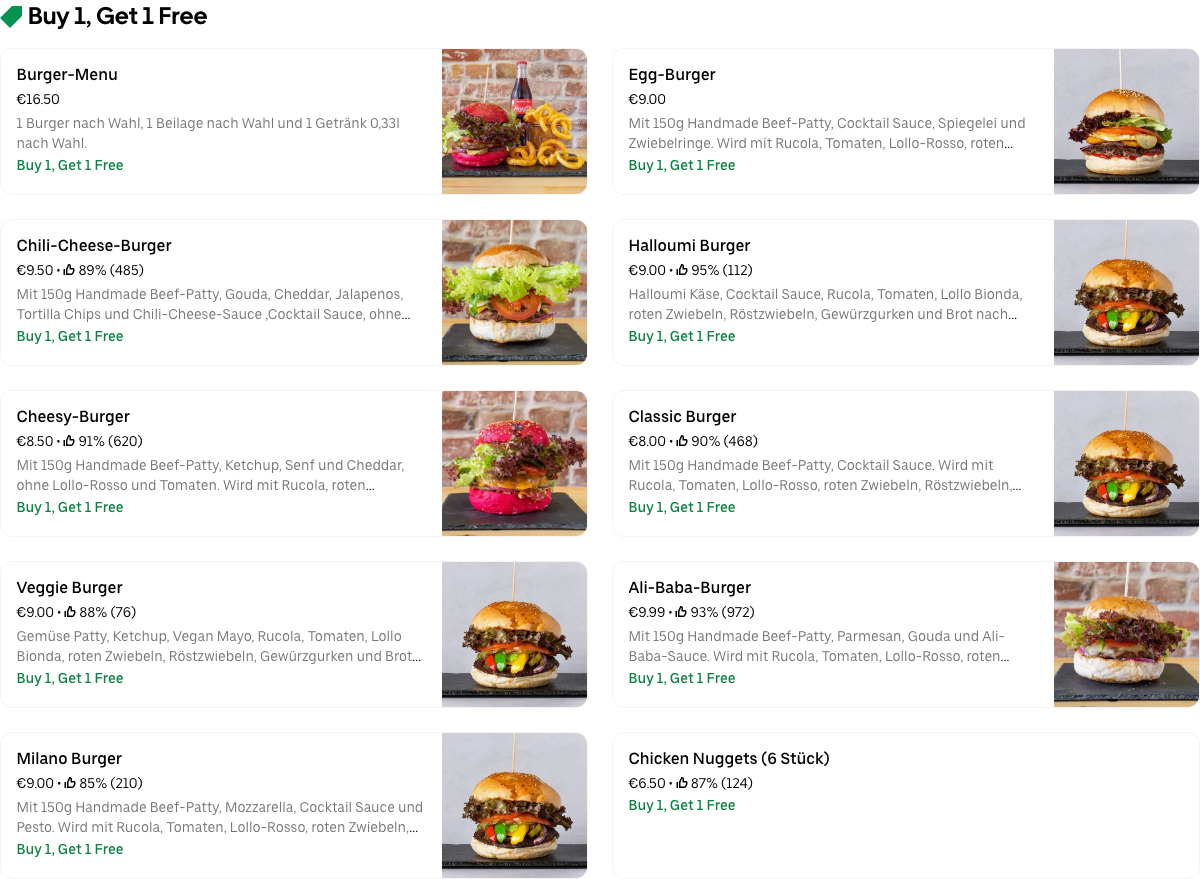 Buy 1, Get 1 Free
Burger-Menu
€16.50
1 Burger nach Wahl, 1 Beilage nach Wahl und 1 Getränk 0,33l
nach Wahl.
Buy 1, Get 1 Free
Egg-Burger
€9.00
Mit 150g Handmade Beef-Patty, Cocktail Sauce, Spiegelei und
Zwiebelringe. Wird mit Rucola, Tomaten, Lollo-Rosso, roten...
Buy 1, Get 1 Free
Chili-Cheese-Burger
€9.50 • 89% (485)
Mit 150g Handmade Beef-Patty, Gouda, Cheddar, Jalapenos,
Tortilla Chips und Chili-Cheese-Sauce ,Cocktail Sauce, ohne...
Buy 1, Get 1 Free
Halloumi Burger
€9.00 • 95% (112)
Halloumi Käse, Cocktail Sauce, Rucola, Tomaten, Lollo Bionda,
roten Zwiebeln, Röstzwiebeln, Gewürzgurken und Brot nach...
Buy 1, Get 1 Free
Cheesy-Burger
€8.50 • 91% (620)
Mit 150g Handmade Beef-Patty, Ketchup, Senf und Cheddar,
ohne Lollo-Rosso und Tomaten. Wird mit Rucola, roten...
Buy 1, Get 1 Free
Classic Burger
€8.00 • 90% (468)
Mit 150g Handmade Beef-Patty, Cocktail Sauce. Wird mit
Rucola, Tomaten, Lollo-Rosso, roten Zwiebeln, Röstzwiebeln,...
Buy 1, Get 1 Free
Veggie Burger
€9.00 • 88% (76)
Gemüse Patty, Ketchup, Vegan Mayo, Rucola, Tomaten, Lollo
Bionda, roten Zwiebeln, Röstzwiebeln, Gewürzgurken und Brot...
Buy 1, Get 1 Free
Ali-Baba-Burger
€9.99 • 93% (972)
Mit 150g Handmade Beef-Patty, Parmesan, Gouda und Ali-
Baba-Sauce. Wird mit Rucola, Tomaten, Lollo-Rosso, roten...
Buy 1, Get 1 Free
Milano Burger
€9.00 • 85% (210)
Mit 150g Handmade Beef-Patty, Mozzarella, Cocktail Sauce und
Pesto. Wird mit Rucola, Tomaten, Lollo-Rosso, roten Zwiebeln,...
Buy 1, Get 1 Free
Chicken Nuggets (6 Stück)
€6.50 • 87% (124)
Buy 1, Get 1 Free